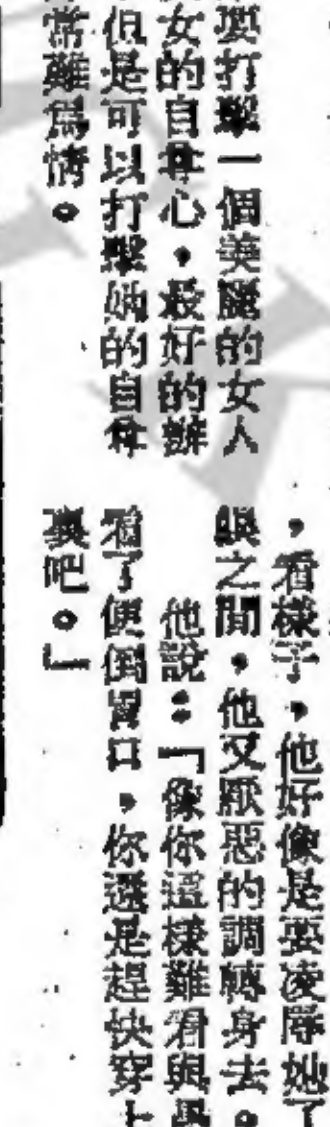 要打擊一個美麗的女人
女的自尊心，最好的辦
但是可以打擊她的自尊
常難爲情。
，看樣子，他好像是要凌辱她了
眼之間，他又厭惡的調轉身去。
他說：「像你這樣難看與
看了便倒胃口，你還是趕快穿上
吧。」